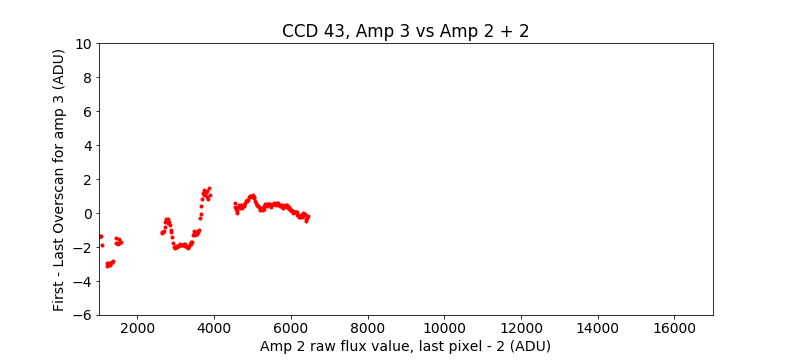 CCD 43, Amp 3 vs Amp 2 + 2
First - Last Overscan for amp 3 (ADU)
10
8
6
4
2
0
−2
−4
−6
2000 4000 6000 8000 10000 12000 14000 16000
Amp 2 raw flux value, last pixel - 2 (ADU)